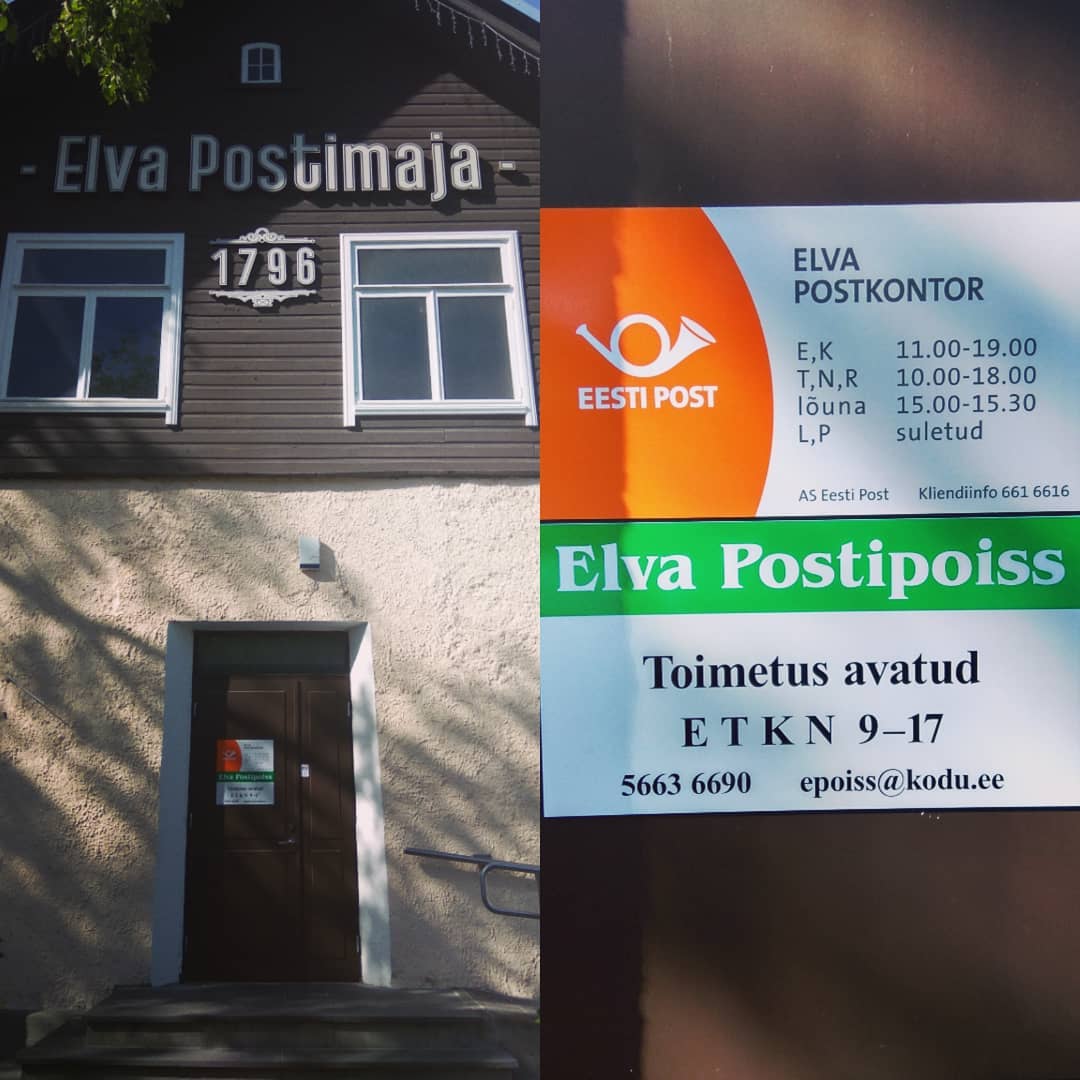 - Elva Postimaja -
1796
Elva Postipoiss
EESTI POST
ELVA
POSTKONTOR
E,K 11.00-19.00
T,N,R 10.00-18.00
lõuna 15.00-15.30
L,P suletud
AS Eesti Post Kliendiinfo 661 6616
Elva Postipoiss
Toimetus avatud
E T K N 9–17
5663 6690 epoiss@kodu.ee